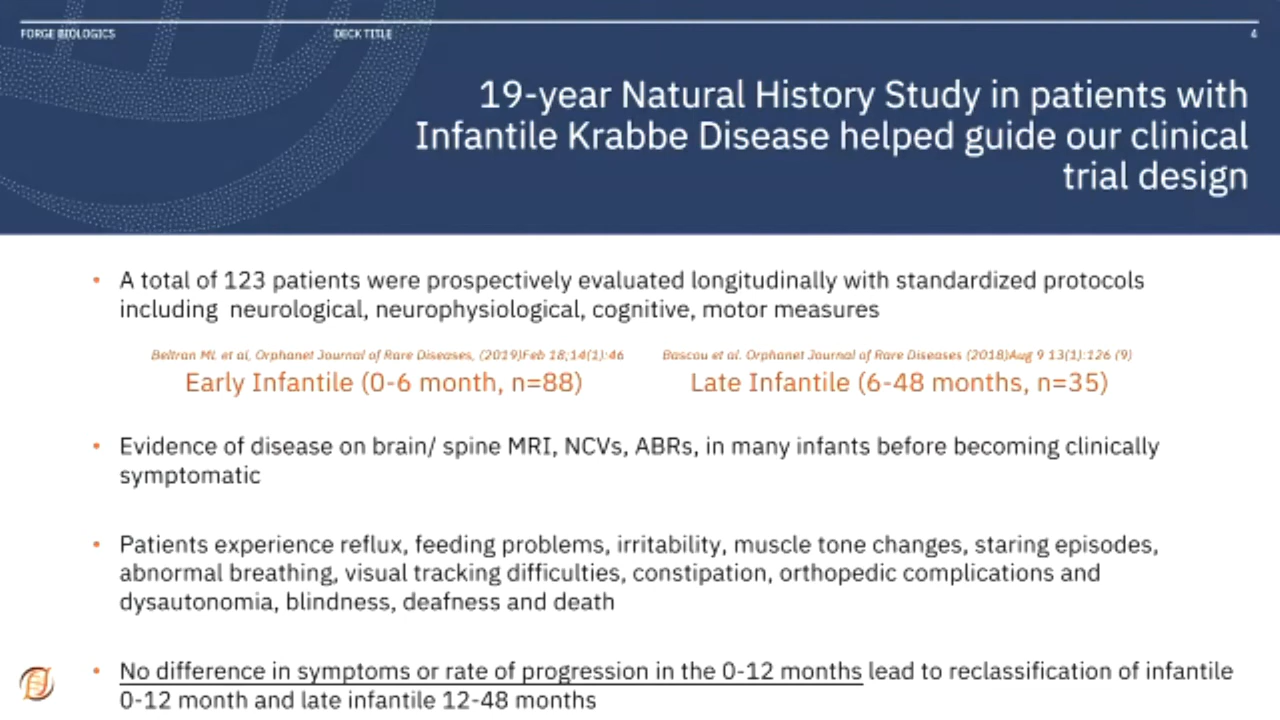 FORGE BIOLOGICS DECK TITLE 4
19-year Natural History Study in patients with
Infantile Krabbe Disease helped guide our clinical
trial design
• A total of 123 patients were prospectively evaluated longitudinally with standardized protocols
including neurological, neurophysiological, cognitive, motor measures
Beltran ML et al, Orphanet Journal of Rare Diseases, (2019)Feb 18;14(1):46
Early Infantile (0-6 month, n=88)
Bascou et al. Orphanet Journal of Rare Diseases (2018)Aug 9 13(1):126 (9)
Late Infantile (6-48 months, n=35)
• Evidence of disease on brain/ spine MRI, NCVs, ABRs, in many infants before becoming clinically
symptomatic
• Patients experience reflux, feeding problems, irritability, muscle tone changes, staring episodes,
abnormal breathing, visual tracking difficulties, constipation, orthopedic complications and
dysautonomia, blindness, deafness and death
• No difference in symptoms or rate of progression in the 0-12 months lead to reclassification of infantile
0-12 month and late infantile 12-48 months